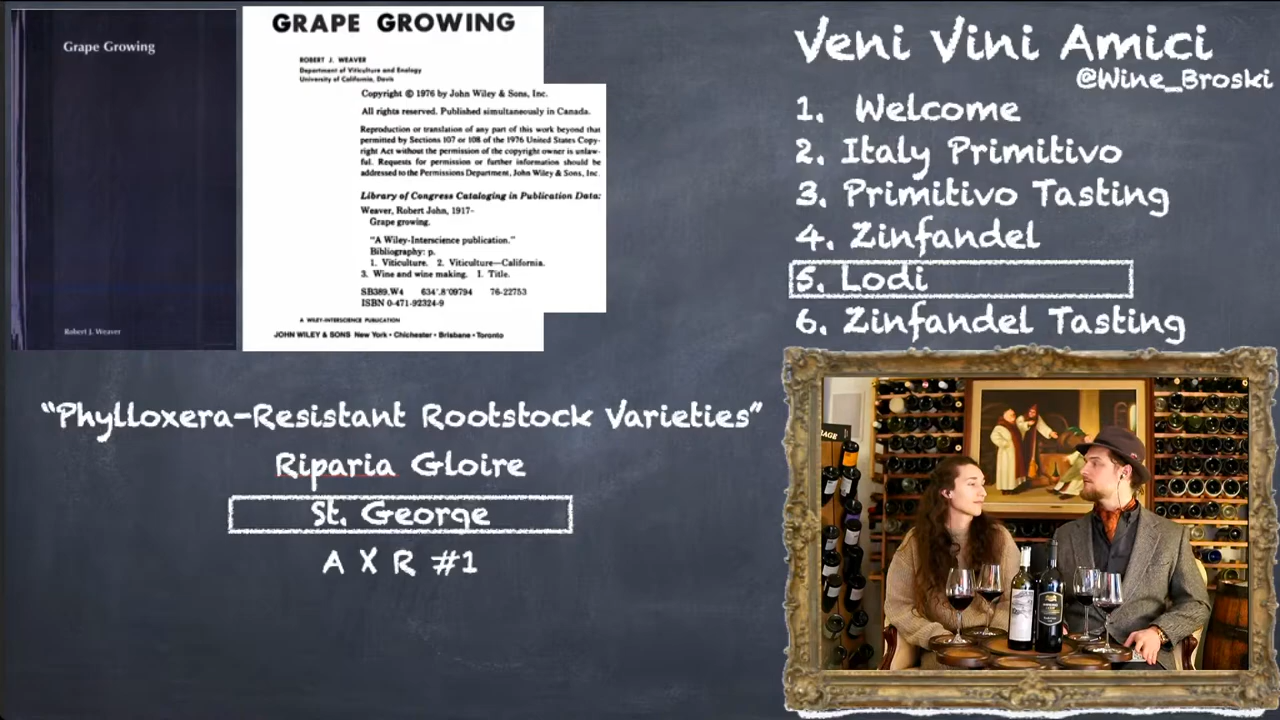 Grape Growing
Robert J. Weaver
GRAPE GROWING
ROBERT J. WEAVER
Department of Viticulture and Enology
University of California, Davis
Copyright © 1976 by John Wiley & Sons, Inc.
All rights reserved. Published simultaneously in Canada.
Reproduction or translation of any part of this work beyond that
permitted by Sections 107 or 108 of the 1976 United States Copy-
right Act without the permission of the copyright owner is unlaw-
ful. Requests for permission or further information should be
addressed to the Permissions Department, John Wiley & Sons, Inc.
Library of Congress Cataloging in Publication Data:
Weaver, Robert John, 1917-
Grape growing.
"A Wiley-Interscience publication."
Bibliography: p.
1. Viticulture. 2. Viticulture—California.
3. Wine and wine making. I. Title.
SB389.W4 634'.8'09794 76-22753
ISBN 0-471-92324-9
A WILEY-INTERSCIENCE PUBLICATION
JOHN WILEY & SONS New York • Chichester • Brisbane • Toronto
"Phylloxera-Resistant Rootstock Varieties"
Riparia Gloire
St. George
A X R #1
Veni Vini Amici
@Wine_Broski
1. Welcome
2. Italy Primitivo
3. Primitivo Tasting
4. Zinfandel
5. Lodi
6. Zinfandel Tasting